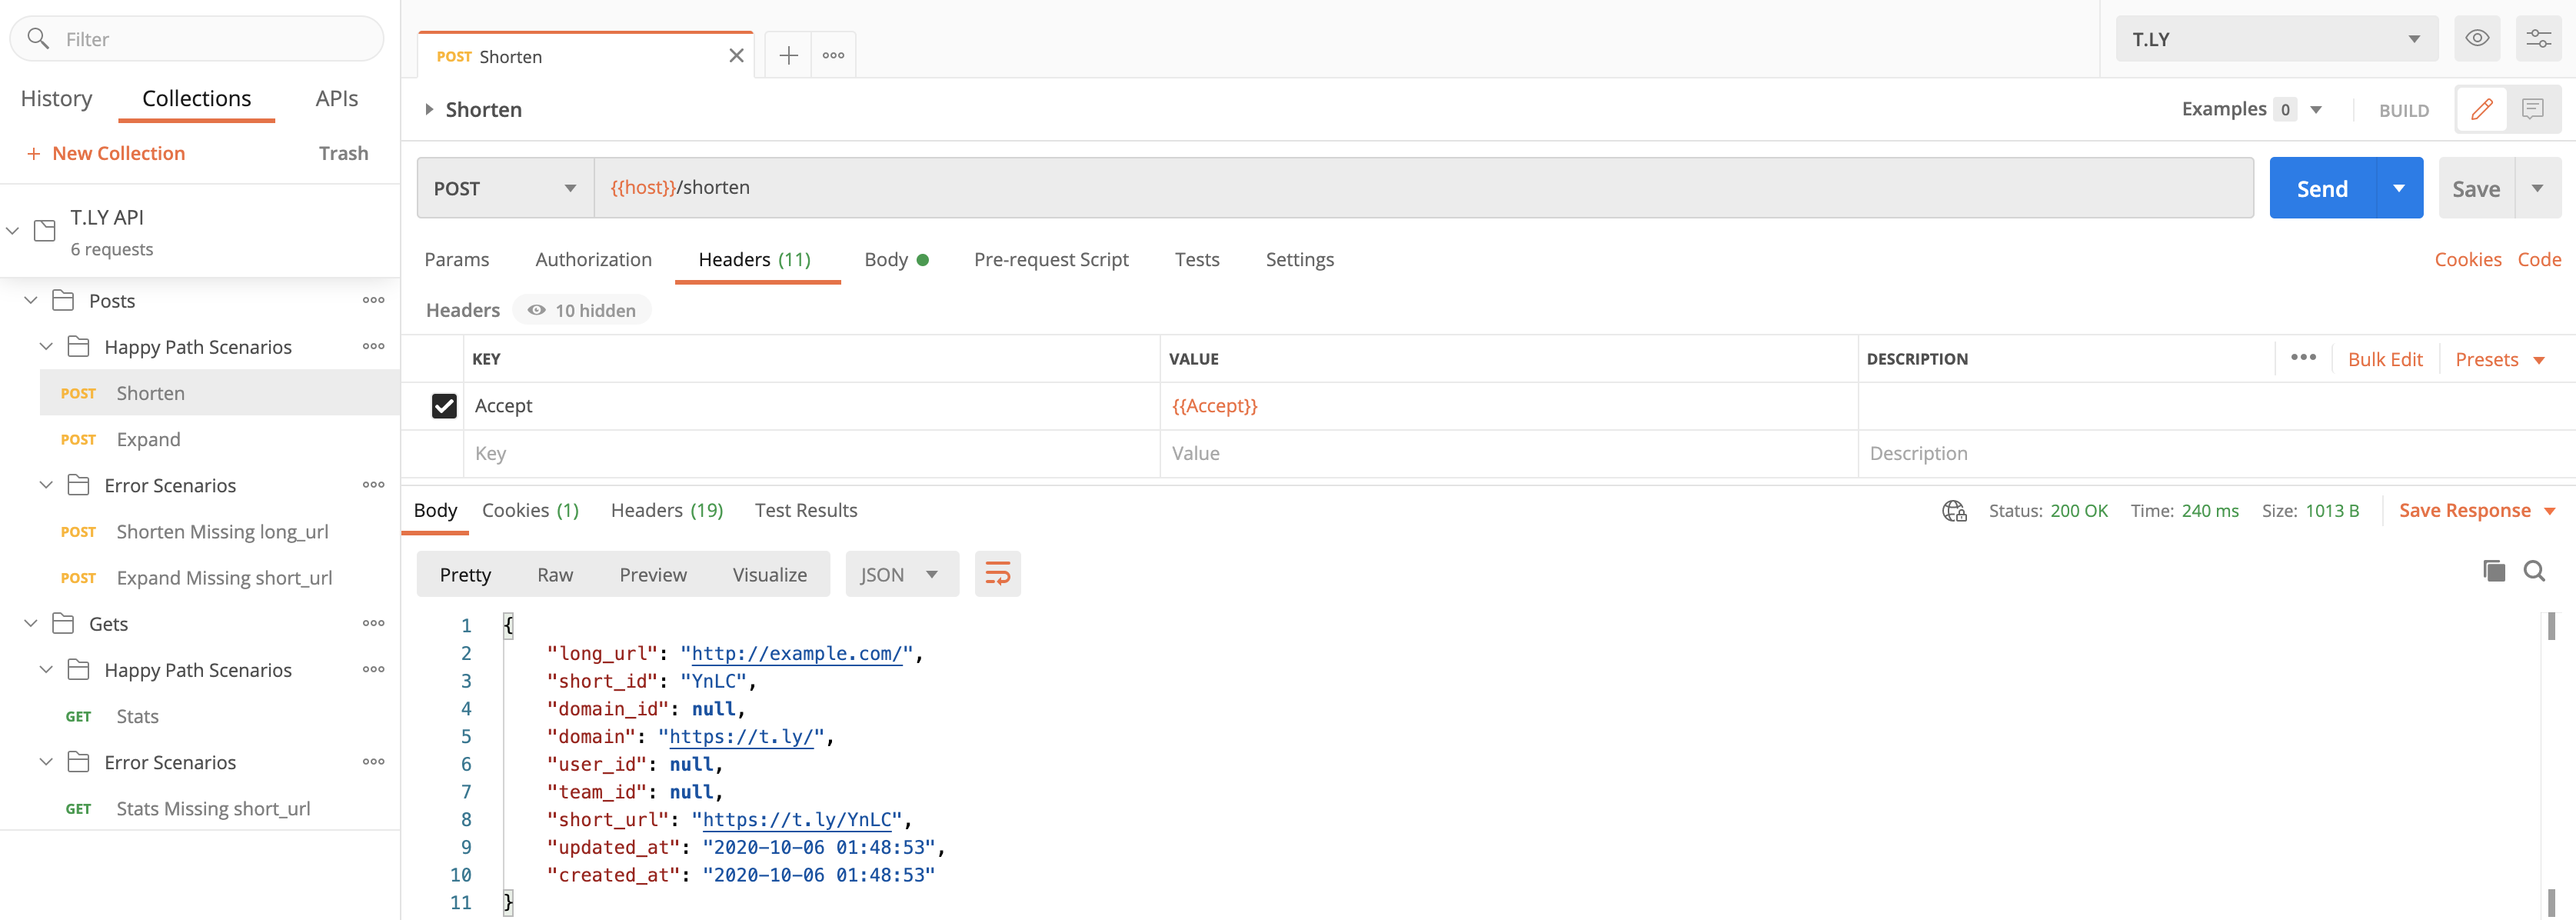 Filter
History Collections APIs
+ New Collection Trash
T.LY API
6 requests
Posts
Happy Path Scenarios
POST Shorten
POST Expand
Error Scenarios
POST Shorten Missing long_url
POST Expand Missing short_url
Gets
Happy Path Scenarios
GET Stats
Error Scenarios
GET Stats Missing short_url
POST Shorten
T.LY
Shorten
Examples 0 BUILD
POST {{host}}/shorten Send Save
Params Authorization Headers (11) Body Pre-request Script Tests Settings Cookies Code
Headers 10 hidden
KEY VALUE DESCRIPTION Bulk Edit Presets
Accept {{Accept}}
Key Value Description
Body Cookies (1) Headers (19) Test Results Status: 200 OK Time: 240 ms Size: 1013 B Save Response
Pretty Raw Preview Visualize JSON
1 {
2 "long_url": "http://example.com/",
3 "short_id": "YnLC",
4 "domain_id": null,
5 "domain": "https://t.ly/",
6 "user_id": null,
7 "team_id": null,
8 "short_url": "https://t.ly/YnLC",
9 "updated_at": "2020-10-06 01:48:53",
10 "created_at": "2020-10-06 01:48:53"
11 }